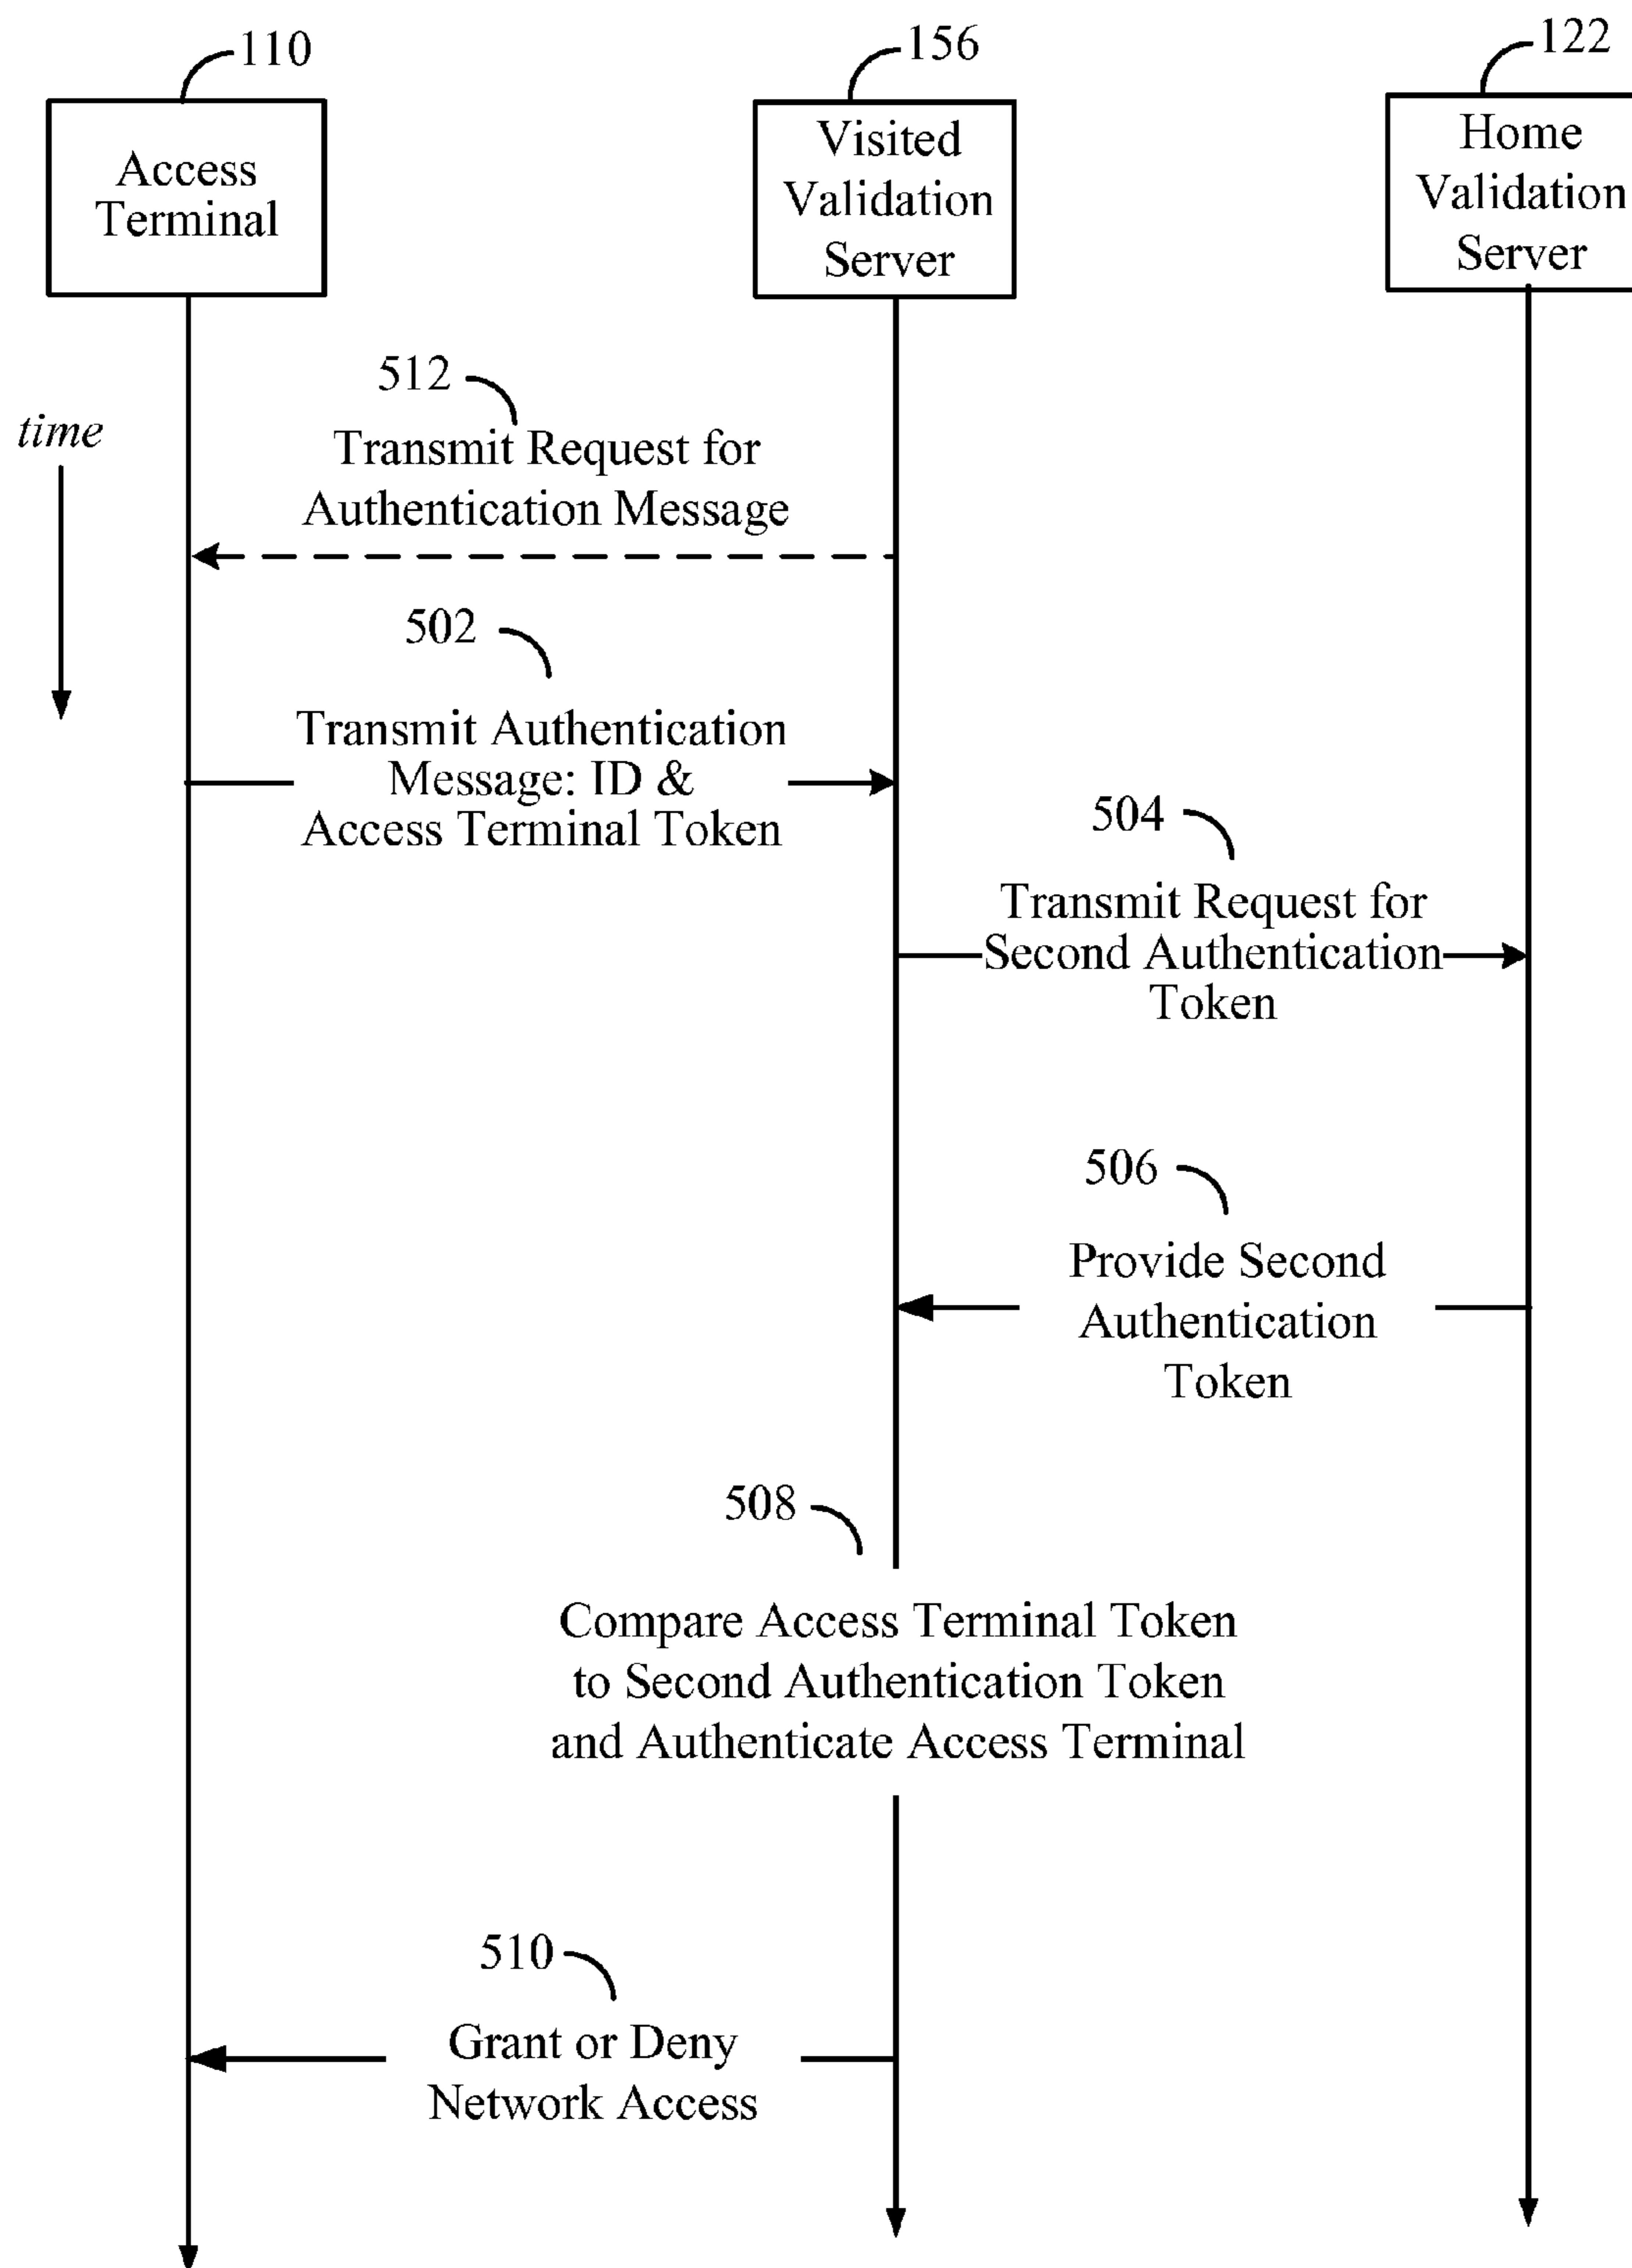 110
156
122
Access
Terminal
Visited
Validation
Server
Home
Validation
Server
time
512
Transmit Request for
Authentication Message
502
Transmit Authentication
Message: ID &
Access Terminal Token
504
Transmit Request for
Second Authentication
Token
506
Provide Second
Authentication
Token
508
Compare Access Terminal Token
to Second Authentication Token
and Authenticate Access Terminal
510
Grant or Deny
Network Access